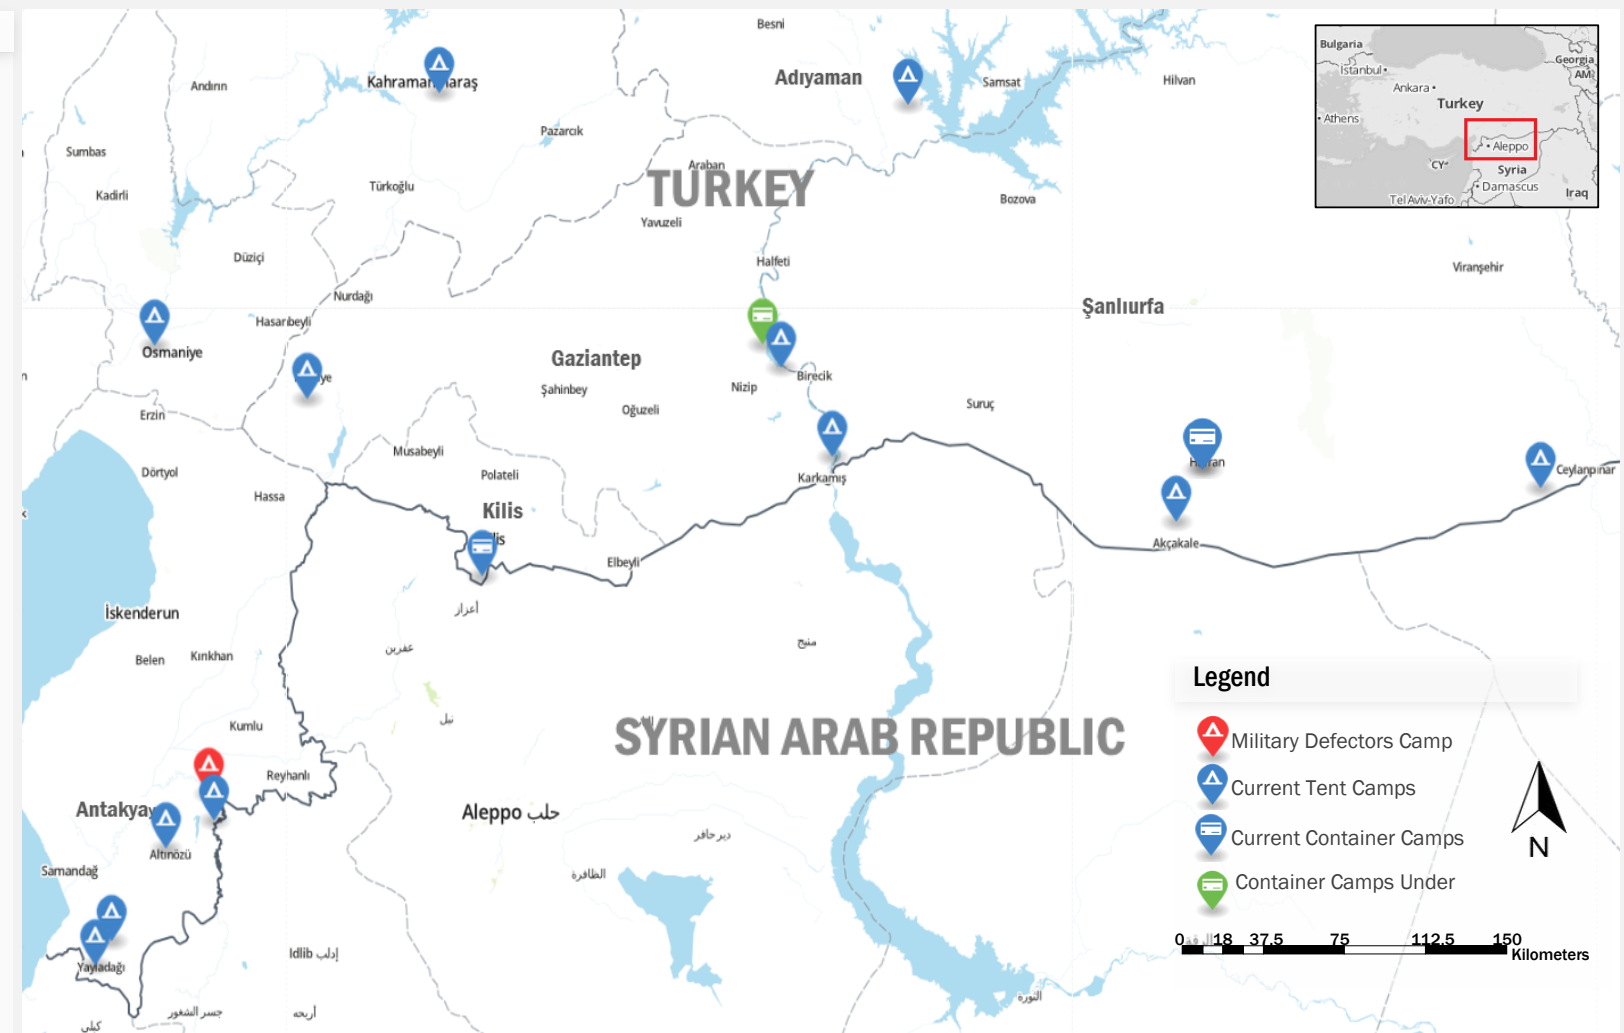 Besni
Andırın
Kahramanmaraş
Adıyaman
Samsat
Hilvan
Pazarcık
Sumbas
Kadirli
Türkoğlu
Araban
TURKEY
Yavuzeli
Bozova
Düziçi
Halfeti
Viranşehir
Nurdağı
Hasanbeyli
Şanlıurfa
Osmaniye
Gaziantep
Şahinbey
Nizip
Birecik
Oğuzeli
Suruç
Erzin
Musabeyli
Polateli
Dörtyol
Hassa
Karkamış
Harran
Ceylanpınar
Kilis
Akçakale
Elbeyli
أعزاز
İskenderun
عفرين
منبج
Belen
Kırıkhan
نبل
Kumlu
SYRIAN ARAB REPUBLIC
Reyhanlı
Antakya
Aleppo حلب
دير حافر
Altınözü
Samandağ
الظافرة
Yayladağı
Idlib إدلب
الثورة
جسر الشغور
أريحه
Bulgaria
Georgia
İstanbul
AM.
Ankara
Turkey
Athens
Aleppo
CY
Syria
Damascus
Tel Aviv-Yafo
Iraq
Legend
Military Defectors Camp
Current Tent Camps
Current Container Camps
Container Camps Under
N
0 18 37.5 75 112.5 150
Kilometers